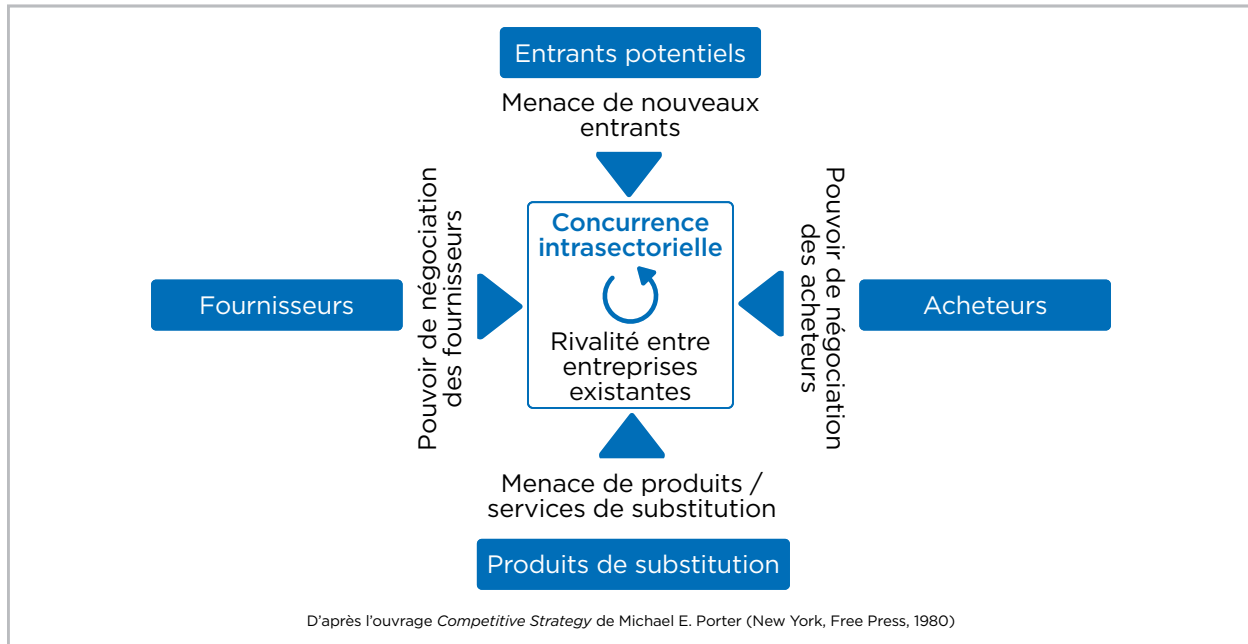 Entrants potentiels
Menace de nouveaux
entrants
Pouvoir de négociation
des fournisseurs
Pouvoir de négociation
des acheteurs
Concurrence
intrasectorielle
Fournisseurs
Acheteurs
Rivalité entre
entreprises
existantes
Menace de produits /
services de substitution
Produits de substitution
D'après l'ouvrage Competitive Strategy de Michael E. Porter (New York, Free Press, 1980)